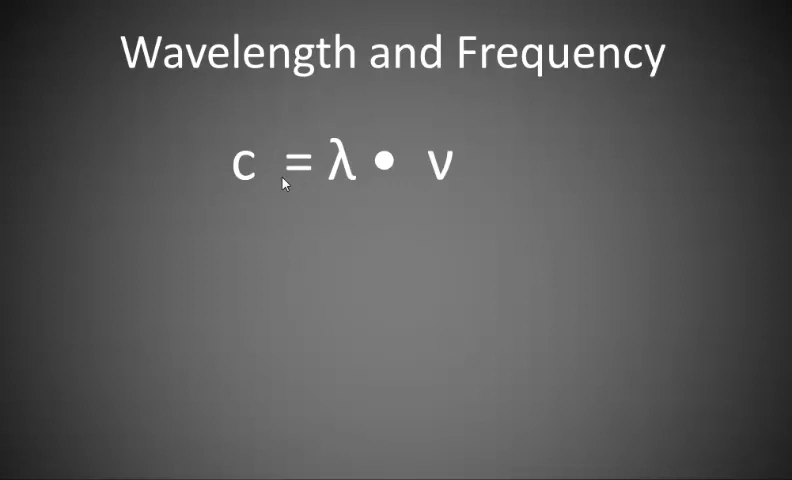 Wavelength and Frequency
c = λ • ν